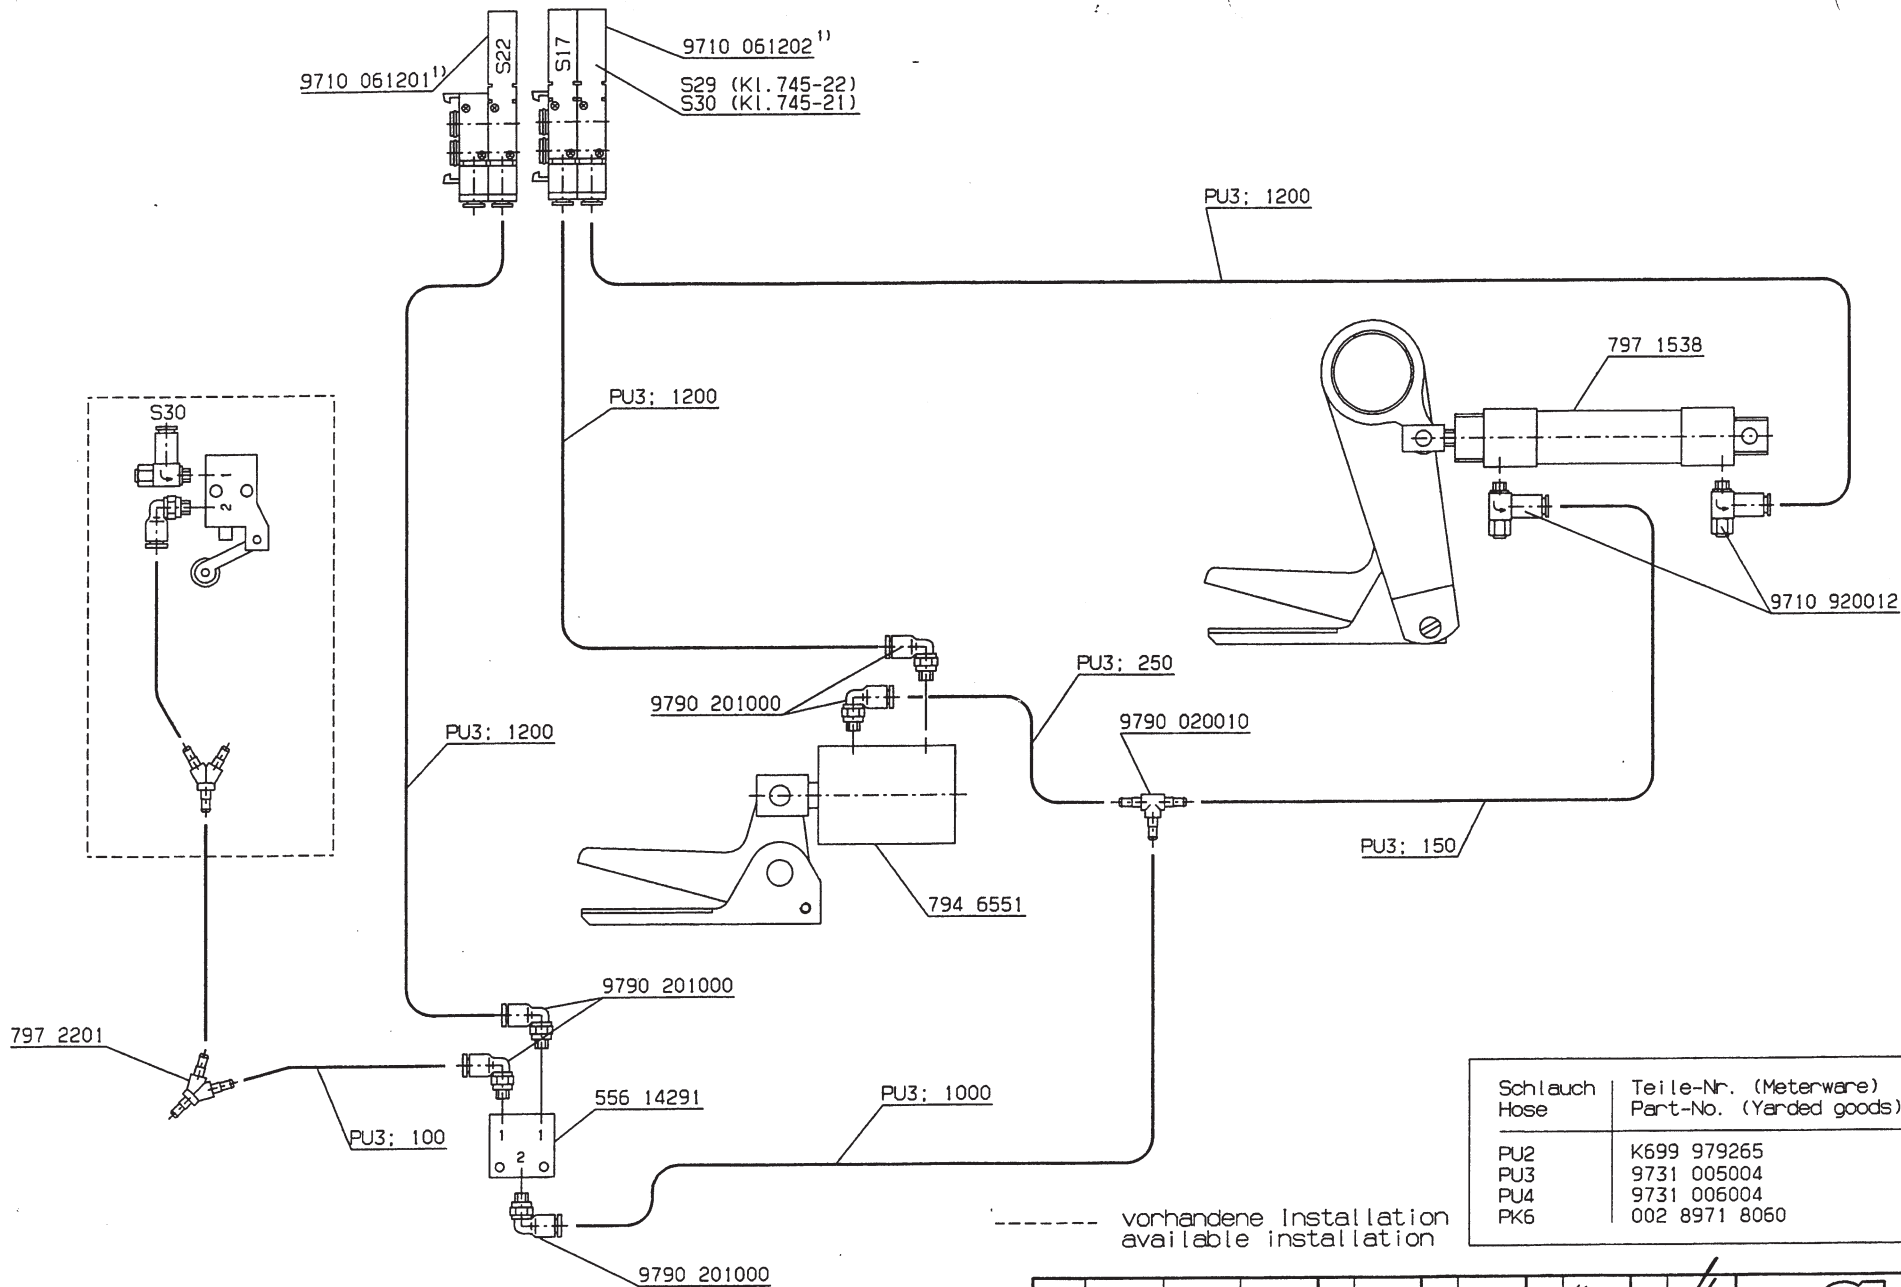 S22
S17
9710 061201¹⁾
9710 061202¹⁾
S29 (Kl.745-22)
S30 (Kl.745-21)
PU3; 1200
797 1538
PU3; 1200
S30
1
2
9710 920012
PU3; 250
9790 201000
9790 020010
PU3; 1200
PU3; 150
794 6551
9790 201000
797 2201
556 14291
PU3; 1000
PU3; 100
1 1
2
9790 201000
vorhandene Installation
available installation
Schlauch Teile-Nr. (Meterware)
Hose Part-No. (Yarded goods)
PU2 K699 979265
PU3 9731 005004
PU4 9731 006004
PK6 002 8971 8060